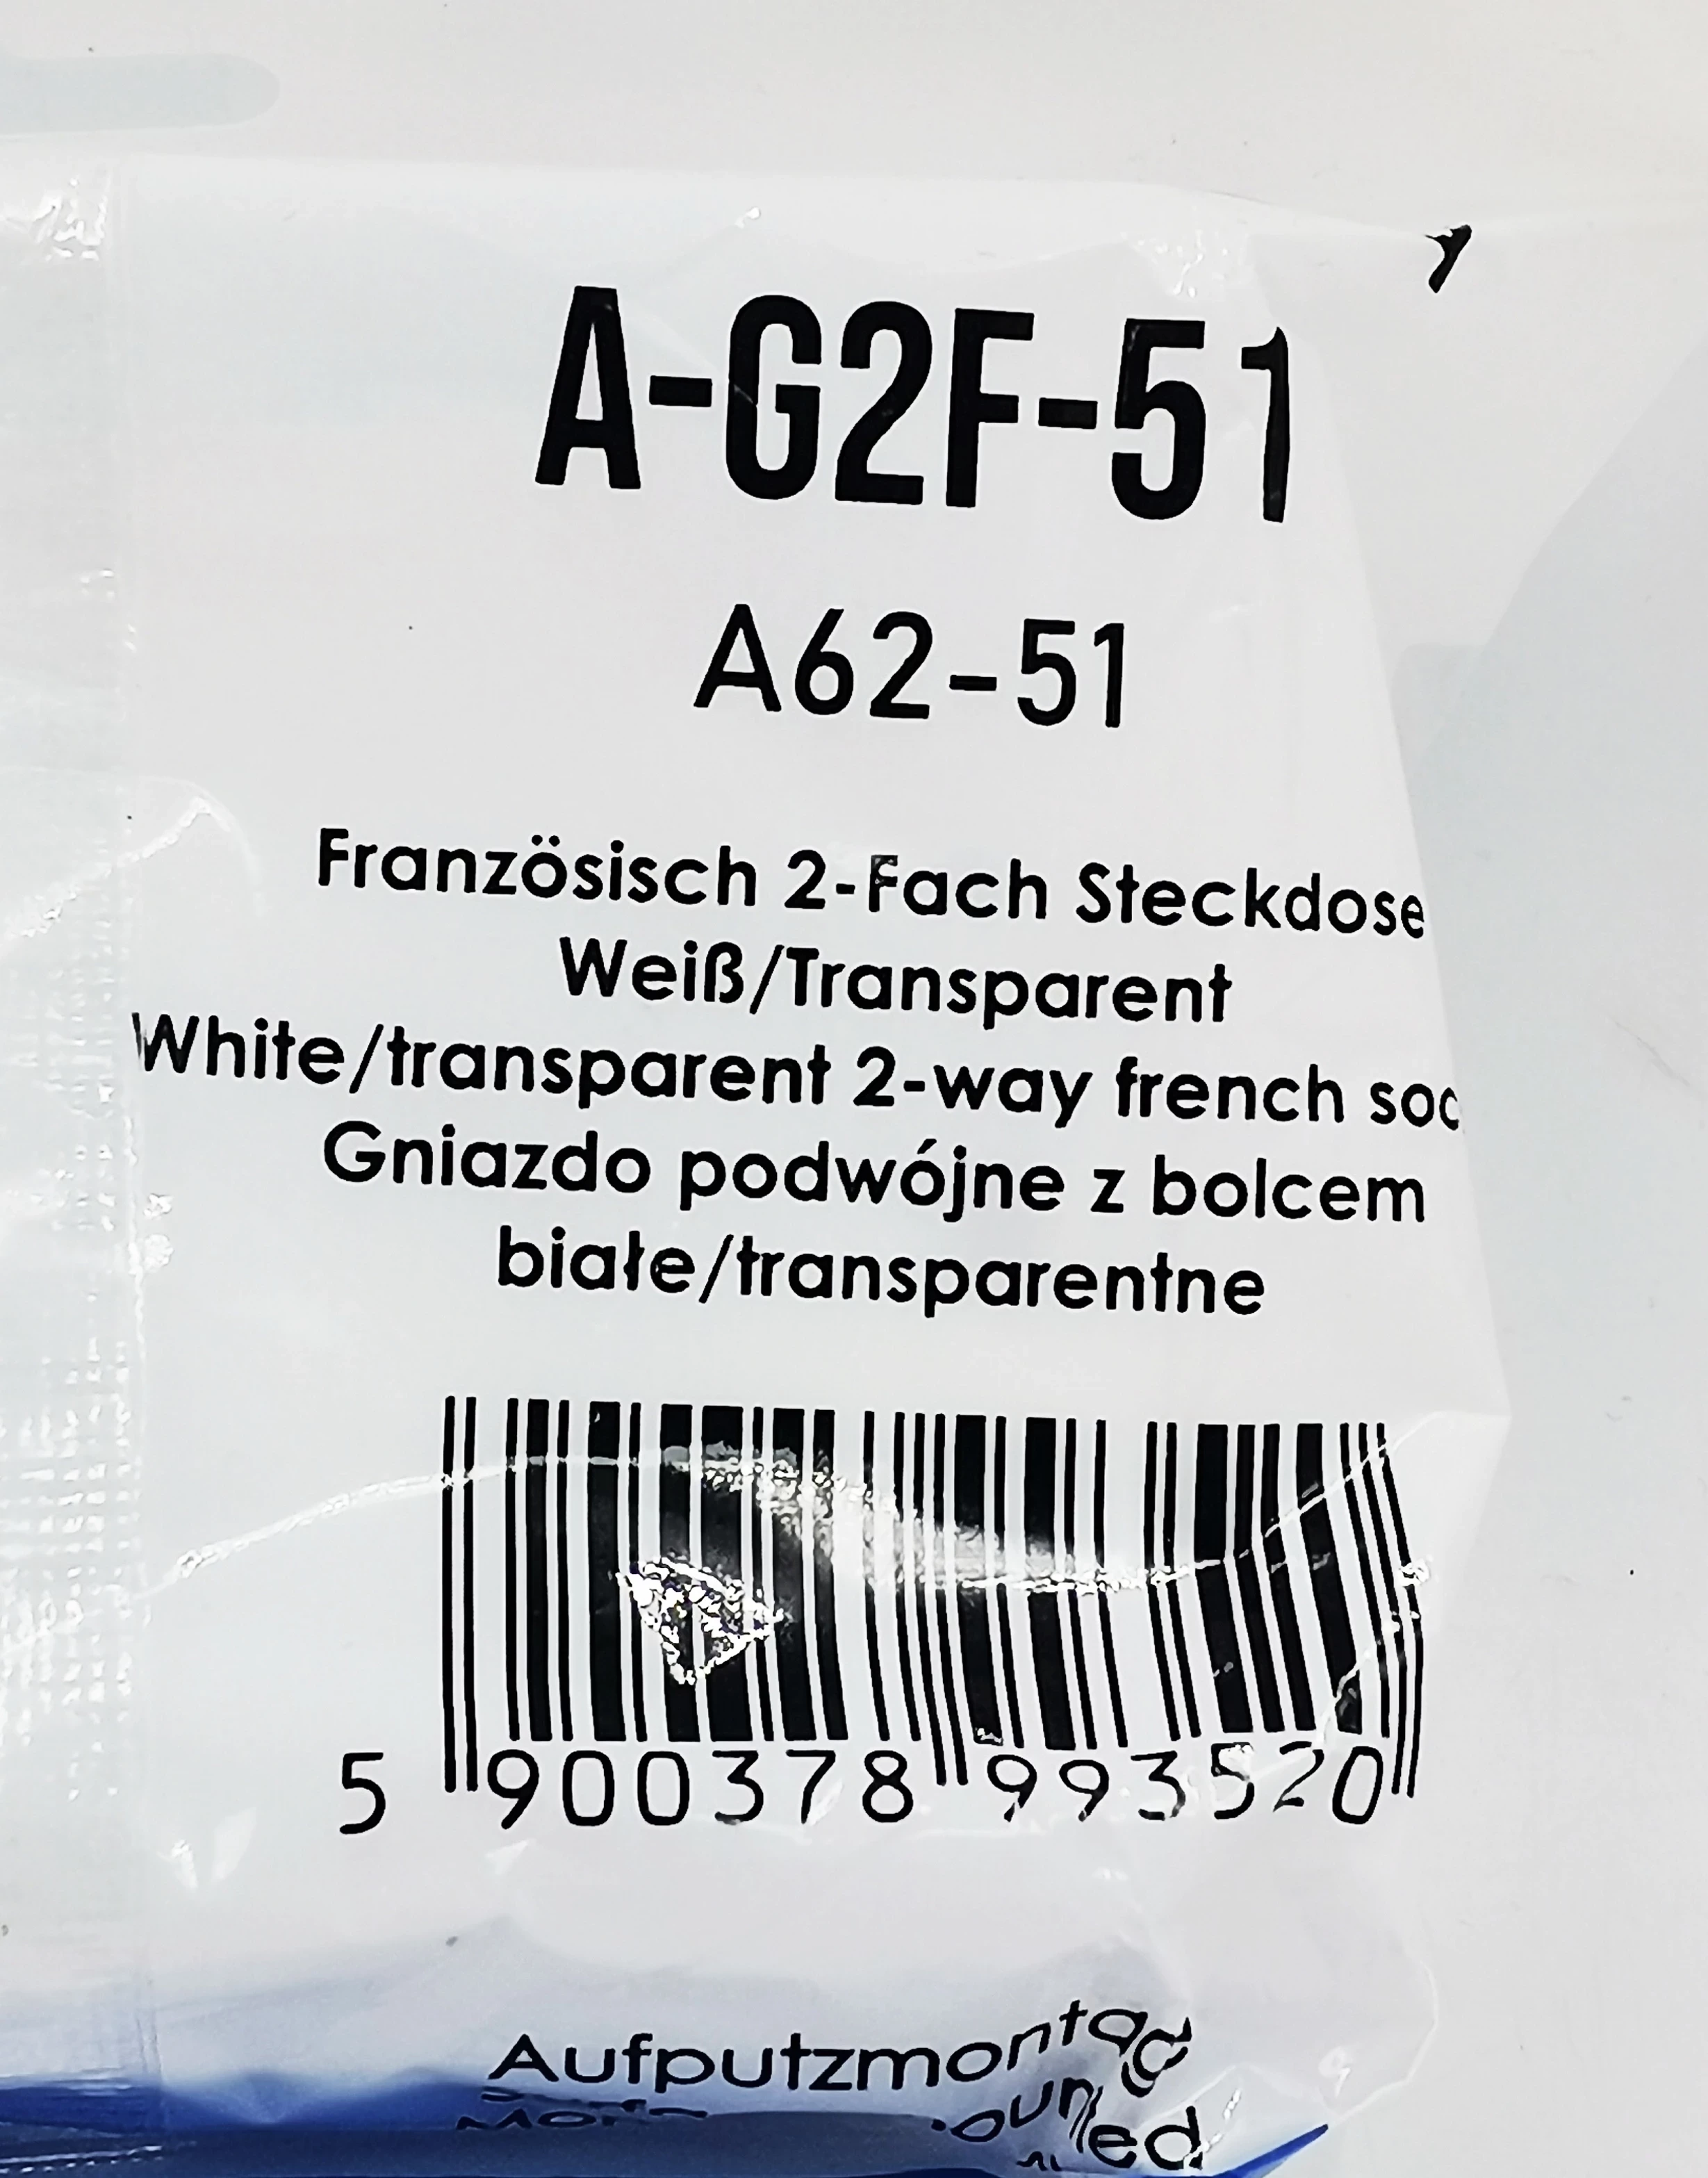 A-G2F-51
A62-51
Französisch 2-Fach Steckdose
Weiß/Transparent
White/transparent 2-way french soc
Gniazdo podwójne z bolcem
białe/transparentne
5 900378 993520
Aufputzmontag